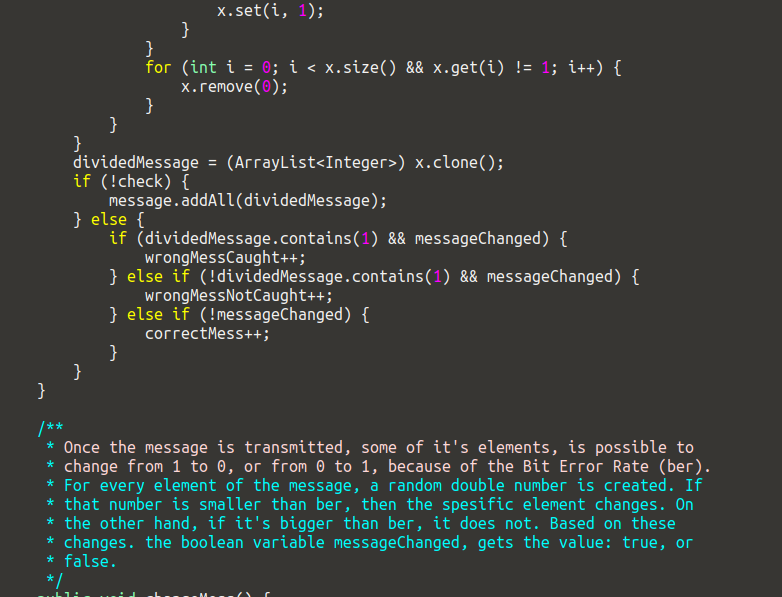 x.set(i, 1);
}
}
for (int i = 0; i < x.size() && x.get(i) != 1; i++) {
x.remove(0);
}
}
}
dividedMessage = (ArrayList<Integer>) x.clone();
if (!check) {
message.addAll(dividedMessage);
} else {
if (dividedMessage.contains(1) && messageChanged) {
wrongMessCaught++;
} else if (!dividedMessage.contains(1) && messageChanged) {
wrongMessNotCaught++;
} else if (!messageChanged) {
correctMess++;
}
}
}
/**
* Once the message is transmitted, some of it's elements, is possible to
* change from 1 to 0, or from 0 to 1, because of the Bit Error Rate (ber).
* For every element of the message, a random double number is created. If
* that number is smaller than ber, then the spesific element changes. On
* the other hand, if it's bigger than ber, it does not. Based on these
* changes. the boolean variable messageChanged, gets the value: true, or
* false.
*/
public void changeMess() {